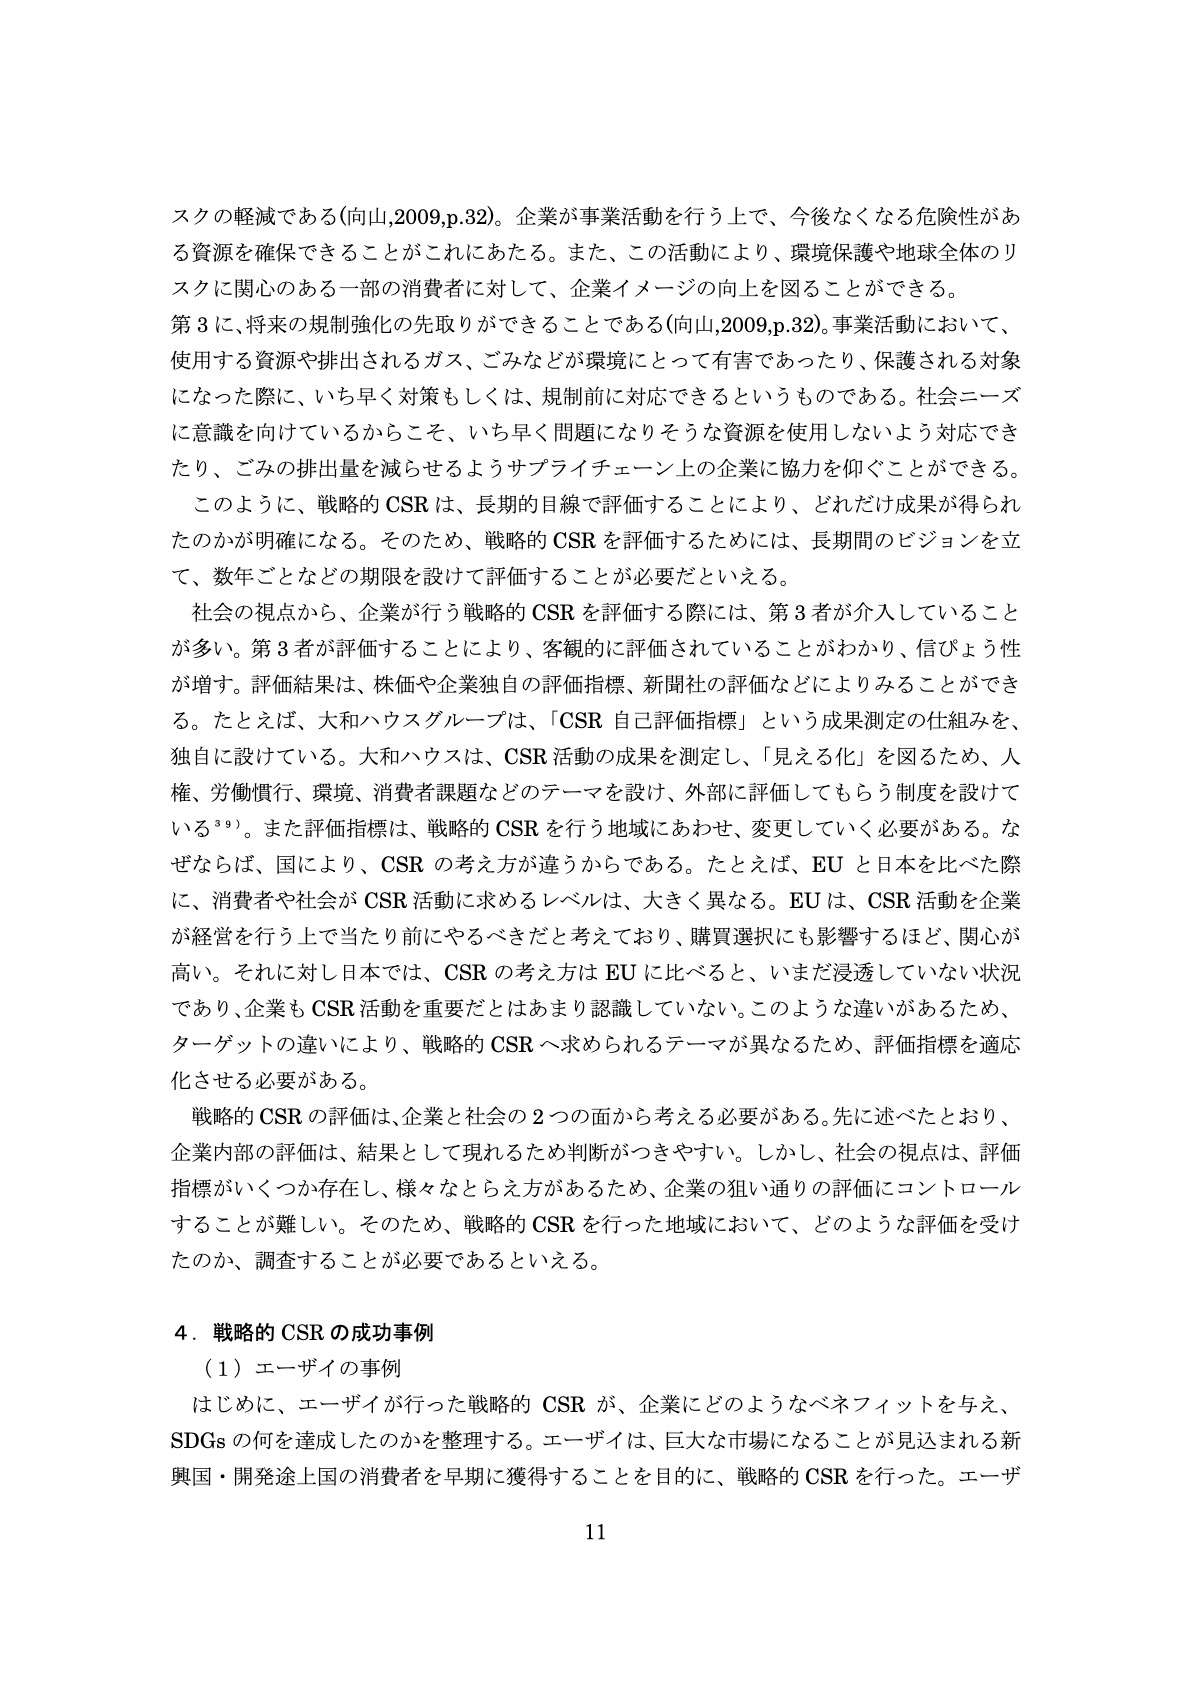 スクの軽減である(向山,2009,p.32)。企業が事業活動を行う上で、今後なくなる危険性があ
る資源を確保できることがこれにあたる。また、この活動により、環境保護や地球全体のリ
スクに関心のある一部の消費者に対して、企業イメージの向上を図ることができる。
第 3 に、将来の規制強化の先取りができることである(向山,2009,p.32)。事業活動において、
使用する資源や排出されるガス、ごみなどが環境にとって有害であったり、保護される対象
になった際に、いち早く対策もしくは、規制前に対応できるというものである。社会ニーズ
に意識を向けているからこそ、いち早く問題になりそうな資源を使用しないよう対応でき
たり、ごみの排出量を減らせるようサプライチェーン上の企業に協力を仰ぐことができる。
このように、戦略的 CSR は、長期的目線で評価することにより、どれだけ成果が得られ
たのかが明確になる。そのため、戦略的 CSR を評価するためには、長期間のビジョンを立
て、数年ごとなどの期限を設けて評価することが必要だといえる。
社会の視点から、企業が行う戦略的 CSR を評価する際には、第 3 者が介入していること
が多い。第 3 者が評価することにより、客観的に評価されていることがわかり、信ぴょう性
が増す。評価結果は、株価や企業独自の評価指標、新聞社の評価などによりみることができ
る。たとえば、大和ハウスグループは、「CSR 自己評価指標」という成果測定の仕組みを、
独自に設けている。大和ハウスは、CSR 活動の成果を測定し、「見える化」を図るため、人
権、労働慣行、環境、消費者課題などのテーマを設け、外部に評価してもらう制度を設けて
いる³⁹⁾。また評価指標は、戦略的 CSR を行う地域にあわせ、変更していく必要がある。な
ぜならば、国により、CSR の考え方が違うからである。たとえば、EU と日本を比べた際
に、消費者や社会が CSR 活動に求めるレベルは、大きく異なる。EU は、CSR 活動を企業
が経営を行う上で当たり前にやるべきだと考えており、購買選択にも影響するほど、関心が
高い。それに対し日本では、CSR の考え方は EU に比べると、いまだ浸透していない状況
であり、企業も CSR 活動を重要だとはあまり認識していない。このような違いがあるため、
ターゲットの違いにより、戦略的 CSR へ求められるテーマが異なるため、評価指標を適応
化させる必要がある。
戦略的 CSR の評価は、企業と社会の 2 つの面から考える必要がある。先に述べたとおり、
企業内部の評価は、結果として現れるため判断がつきやすい。しかし、社会の視点は、評価
指標がいくつか存在し、様々なとらえ方があるため、企業の狙い通りの評価にコントロール
することが難しい。そのため、戦略的 CSR を行った地域において、どのような評価を受け
たのか、調査することが必要であるといえる。
４．戦略的 CSR の成功事例
（１）エーザイの事例
はじめに、エーザイが行った戦略的 CSR が、企業にどのようなベネフィットを与え、
SDGs の何を達成したのかを整理する。エーザイは、巨大な市場になることが見込まれる新
興国・開発途上国の消費者を早期に獲得することを目的に、戦略的 CSR を行った。エーザ
11